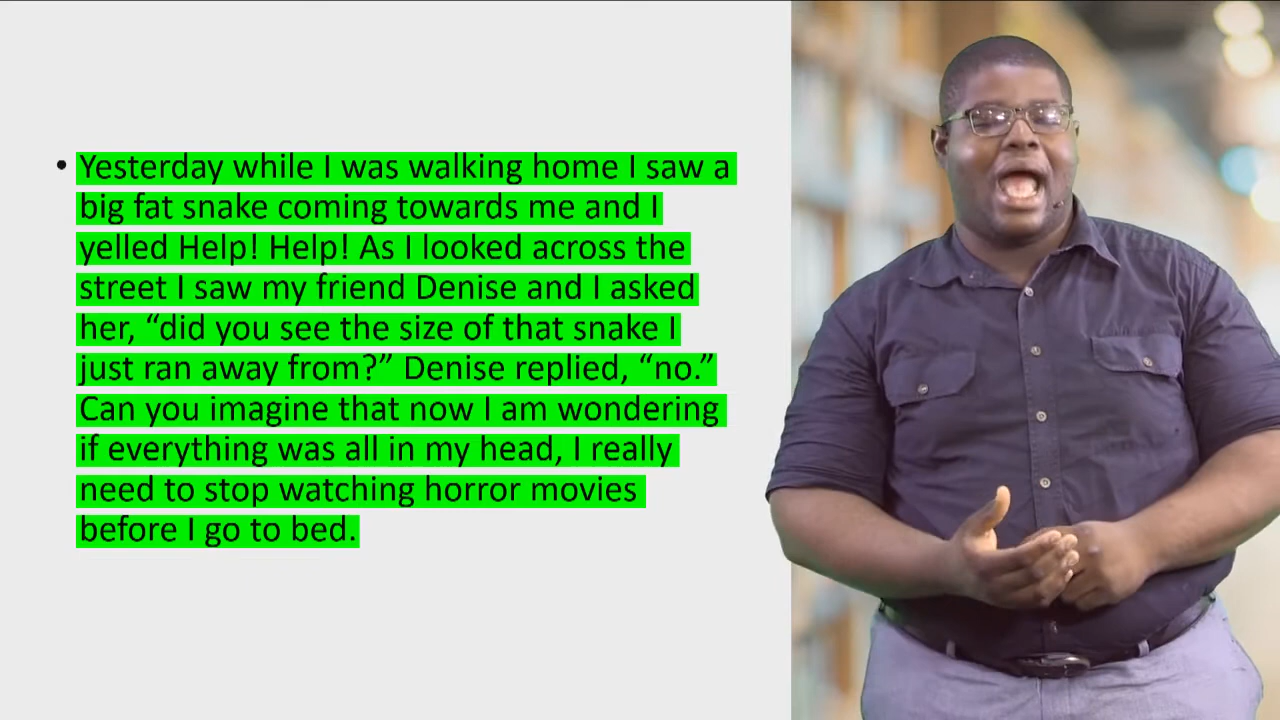 • Yesterday while I was walking home I saw a
big fat snake coming towards me and I
yelled Help! Help! As I looked across the
street I saw my friend Denise and I asked
her, “did you see the size of that snake I
just ran away from?” Denise replied, “no.”
Can you imagine that now I am wondering
if everything was all in my head, I really
need to stop watching horror movies
before I go to bed.